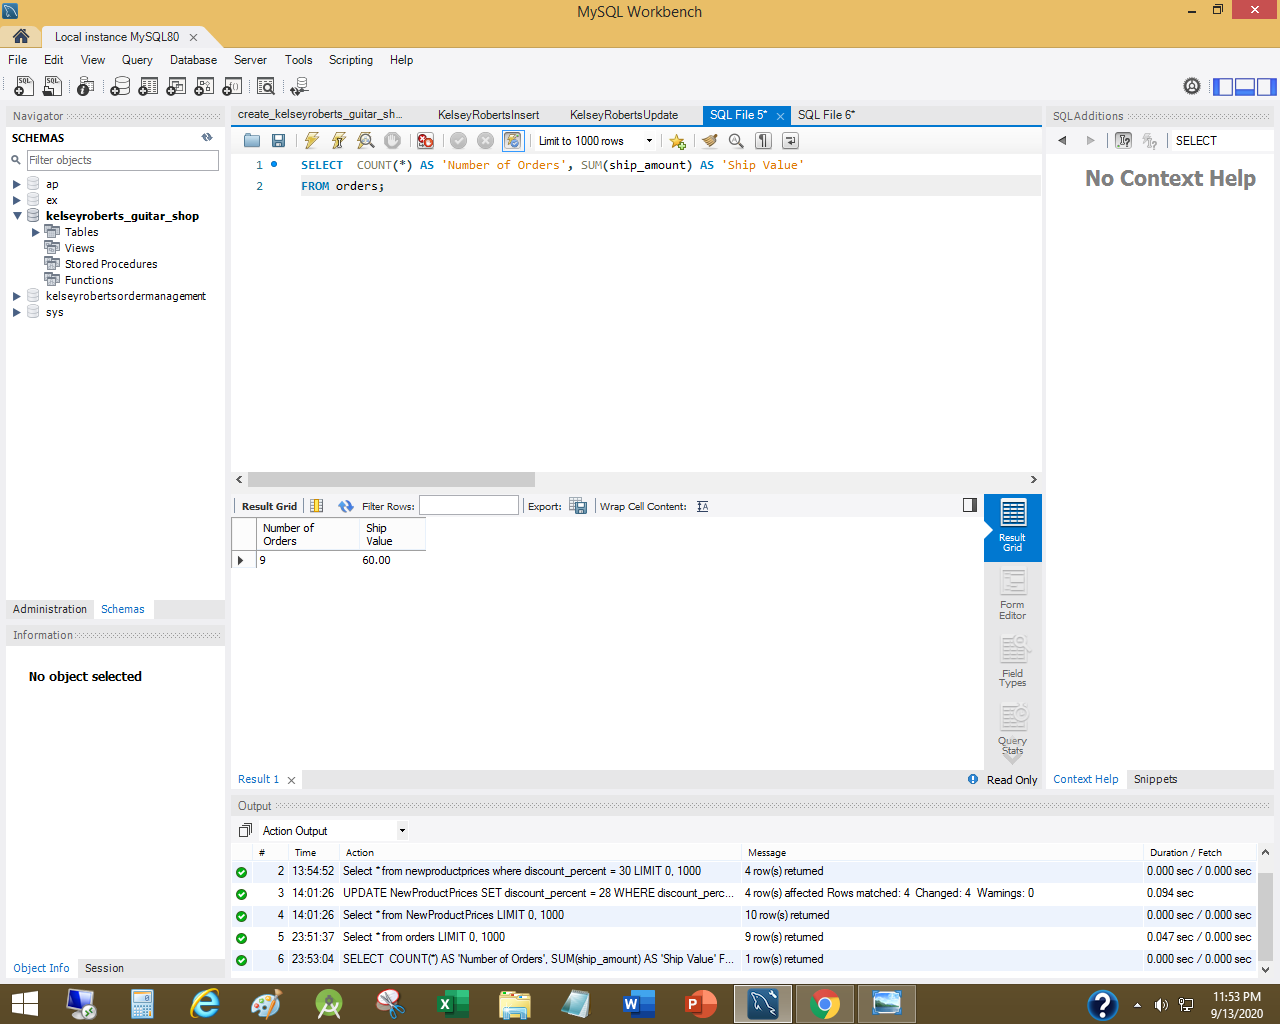 MySQL Workbench
Local instance MySQL80
File Edit View Query Database Server Tools Scripting Help
Navigator
SCHEMAS
Filter objects
ap
ex
kelseyroberts_guitar_shop
Tables
Views
Stored Procedures
Functions
kelseyrobertsordermanagement
sys
Administration Schemas
Information
No object selected
Object Info Session
create_kelseyroberts_guitar_sh... KelseyRobertsInsert KelseyRobertsUpdate SQL File 5* SQL File 6*
Limit to 1000 rows
1 SELECT COUNT(*) AS 'Number of Orders', SUM(ship_amount) AS 'Ship Value'
2 FROM orders;
Result Grid Filter Rows: Export: Wrap Cell Content:
Number of Orders Ship Value
9 60.00
Result Grid
Form Editor
Field Types
Query Stats
Result 1 Read Only
SQLAdditions
SELECT
No Context Help
Context Help Snippets
Output
Action Output
# Time Action Message Duration / Fetch
2 13:54:52 Select * from newproductprices where discount_percent = 30 LIMIT 0, 1000 4 row(s) returned 0.000 sec / 0.000 sec
3 14:01:26 UPDATE NewProductPrices SET discount_percent = 28 WHERE discount_perc... 4 row(s) affected Rows matched: 4 Changed: 4 Warnings: 0 0.094 sec
4 14:01:26 Select * from NewProductPrices LIMIT 0, 1000 10 row(s) returned 0.000 sec / 0.000 sec
5 23:51:37 Select * from orders LIMIT 0, 1000 9 row(s) returned 0.047 sec / 0.000 sec
6 23:53:04 SELECT COUNT(*) AS 'Number of Orders', SUM(ship_amount) AS 'Ship Value' F... 1 row(s) returned 0.000 sec / 0.000 sec
11:53 PM
9/13/2020